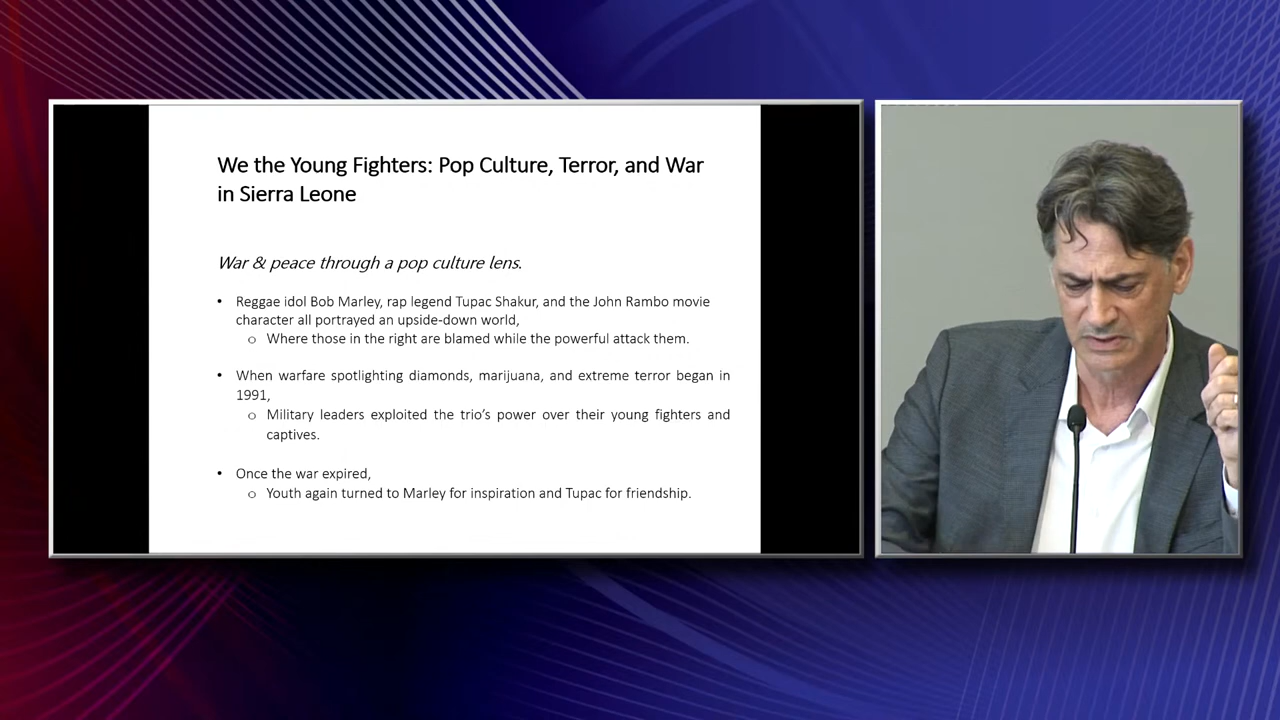 We the Young Fighters: Pop Culture, Terror, and War
in Sierra Leone
War & peace through a pop culture lens.
• Reggae idol Bob Marley, rap legend Tupac Shakur, and the John Rambo movie
character all portrayed an upside-down world,
o Where those in the right are blamed while the powerful attack them.
• When warfare spotlighting diamonds, marijuana, and extreme terror began in
1991,
o Military leaders exploited the trio's power over their young fighters and
captives.
• Once the war expired,
o Youth again turned to Marley for inspiration and Tupac for friendship.